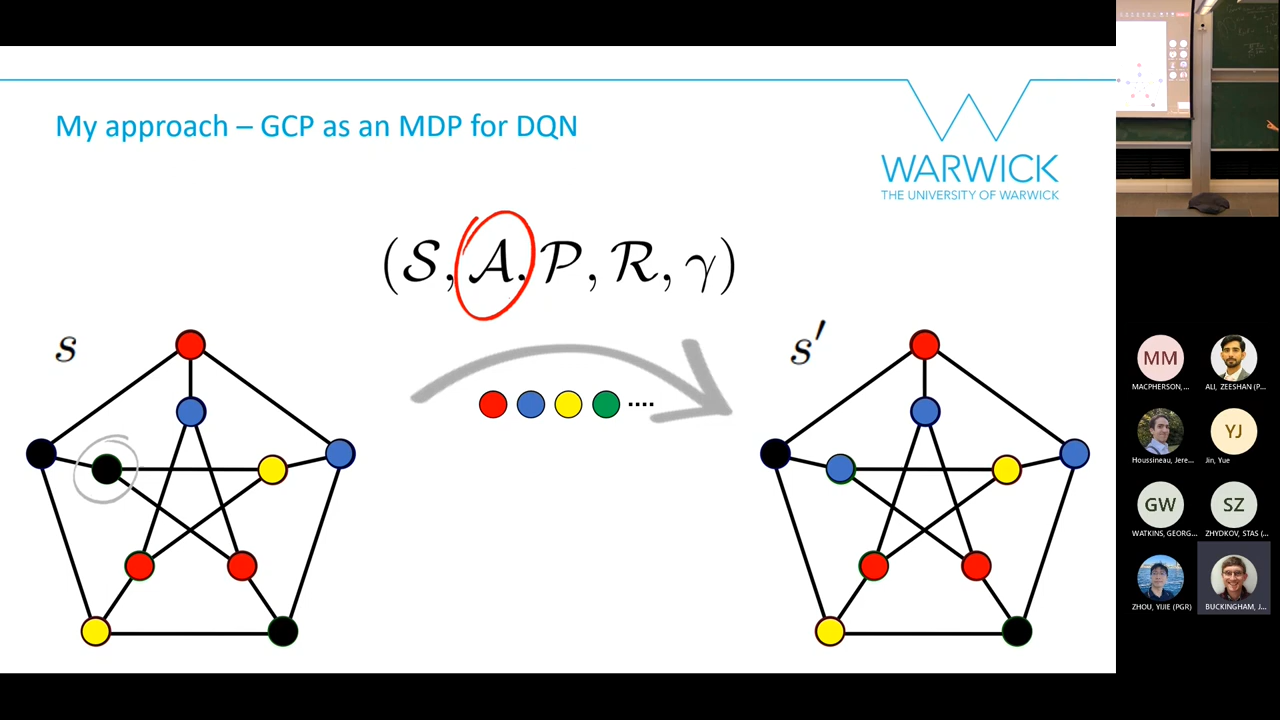 My approach – GCP as an MDP for DQN
WARWICK
THE UNIVERSITY OF WARWICK
(𝒮, 𝒜, 𝒫, ℛ, γ)
s
s′
....
MM
MACPHERSON,...
ALI, ZEESHAN (P...
Houssineau, Jere...
YJ
Jin, Yue
GW
WATKINS, GEORG...
SZ
ZHYDKOV, STAS (...
ZHOU, YIJIE (PGR)
BUCKINGHAM, J...